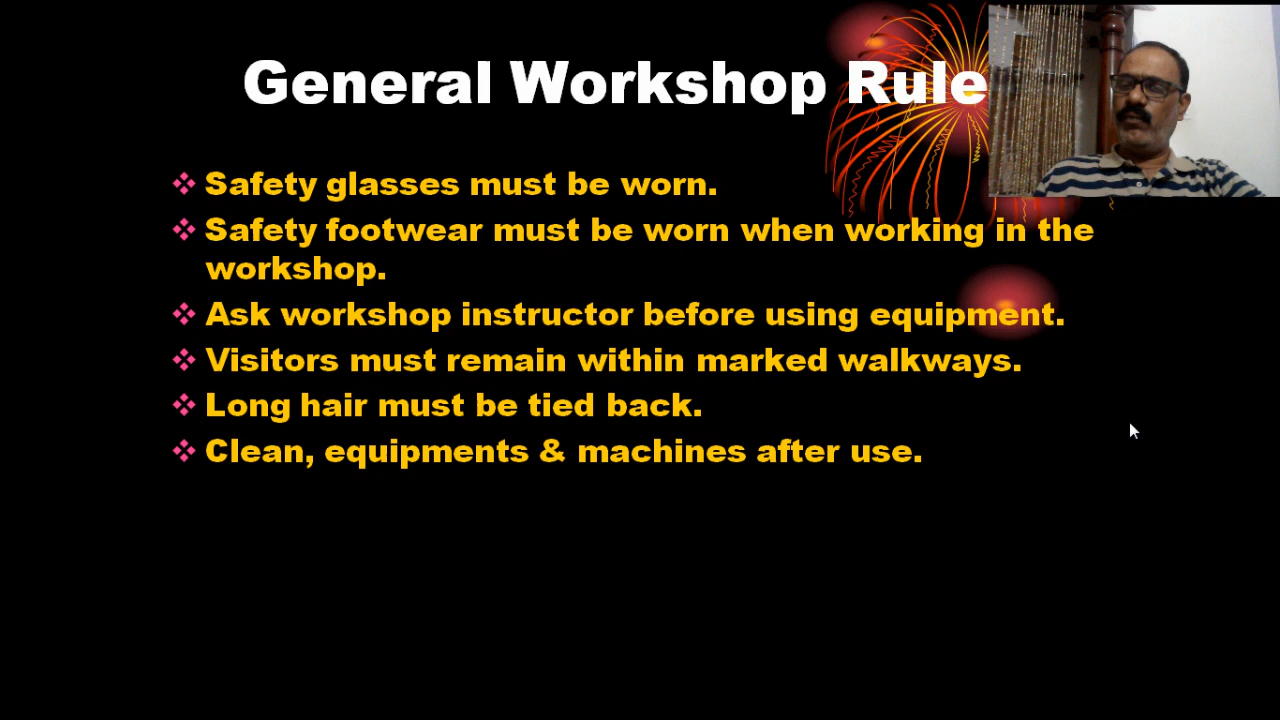 General Workshop Rule
Safety glasses must be worn.
Safety footwear must be worn when working in the
workshop.
Ask workshop instructor before using equipment.
Visitors must remain within marked walkways.
Long hair must be tied back.
Clean, equipments & machines after use.